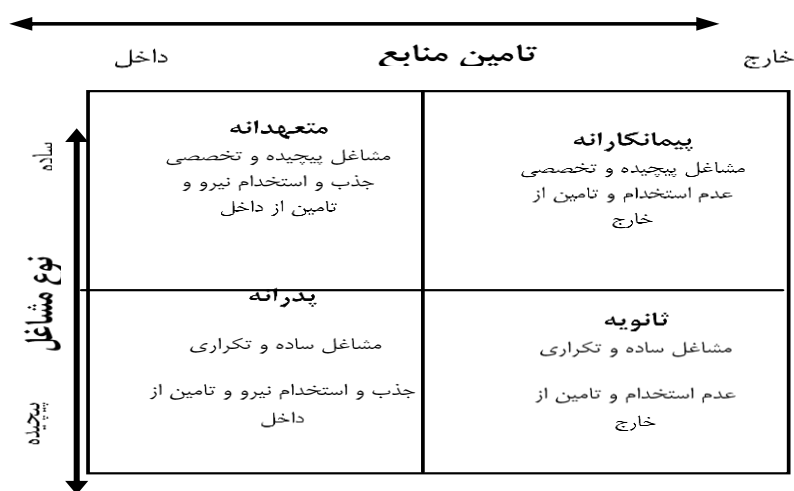 خارج
تامین منابع
داخل
پیمانکارانه
مشاغل پیچیده و تخصصی
عدم استخدام و تامین از
خارج
متعهدانه
مشاغل پیچیده و تخصصی
جذب و استخدام نیرو و
تامین از داخل
ساده
نوع مشاغل
پیچیده
ثانویه
مشاغل ساده و تکراری
عدم استخدام و تامین از
خارج
پدرانه
مشاغل ساده و تکراری
جذب و استخدام نیرو و تامین از
داخل